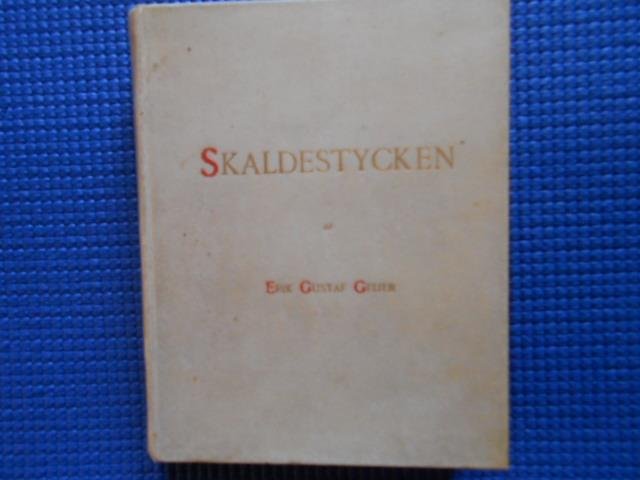 SKALDESTYCKEN
af
ERIK GUSTAF GEIJER